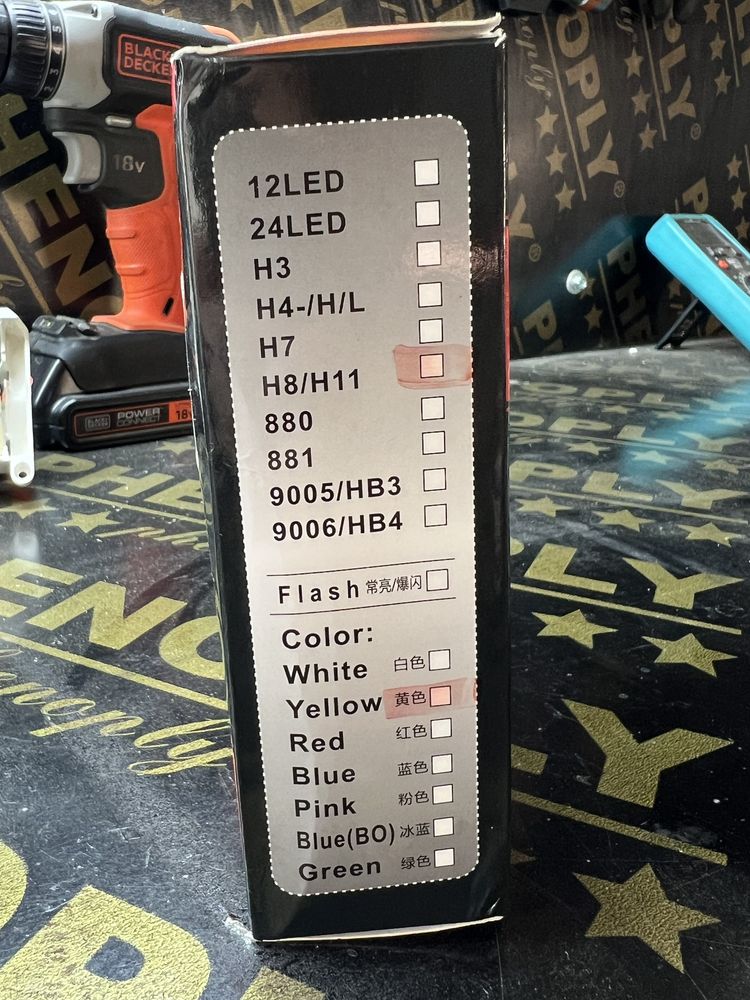 BLACK+
DECKER
18v
POWER
CONNECT
18
12LED
24LED
H3
H4-/H/L
H7
H8/H11
880
881
9005/HB3
9006/HB4
Flash 常亮/爆闪
Color:
White 白色
Yellow 黄色
Red 红色
Blue 蓝色
Pink 粉色
Blue(BO) 冰蓝
Green 绿色